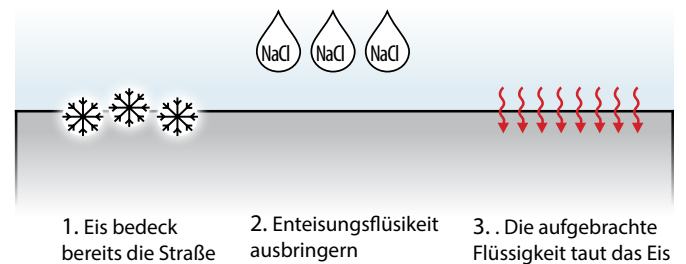 NaCl NaCl NaCl
1. Eis bedeck
bereits die Straße
2. Enteisungsflüsikeit
ausbringern
3. . Die aufgebrachte
Flüssigkeit taut das Eis